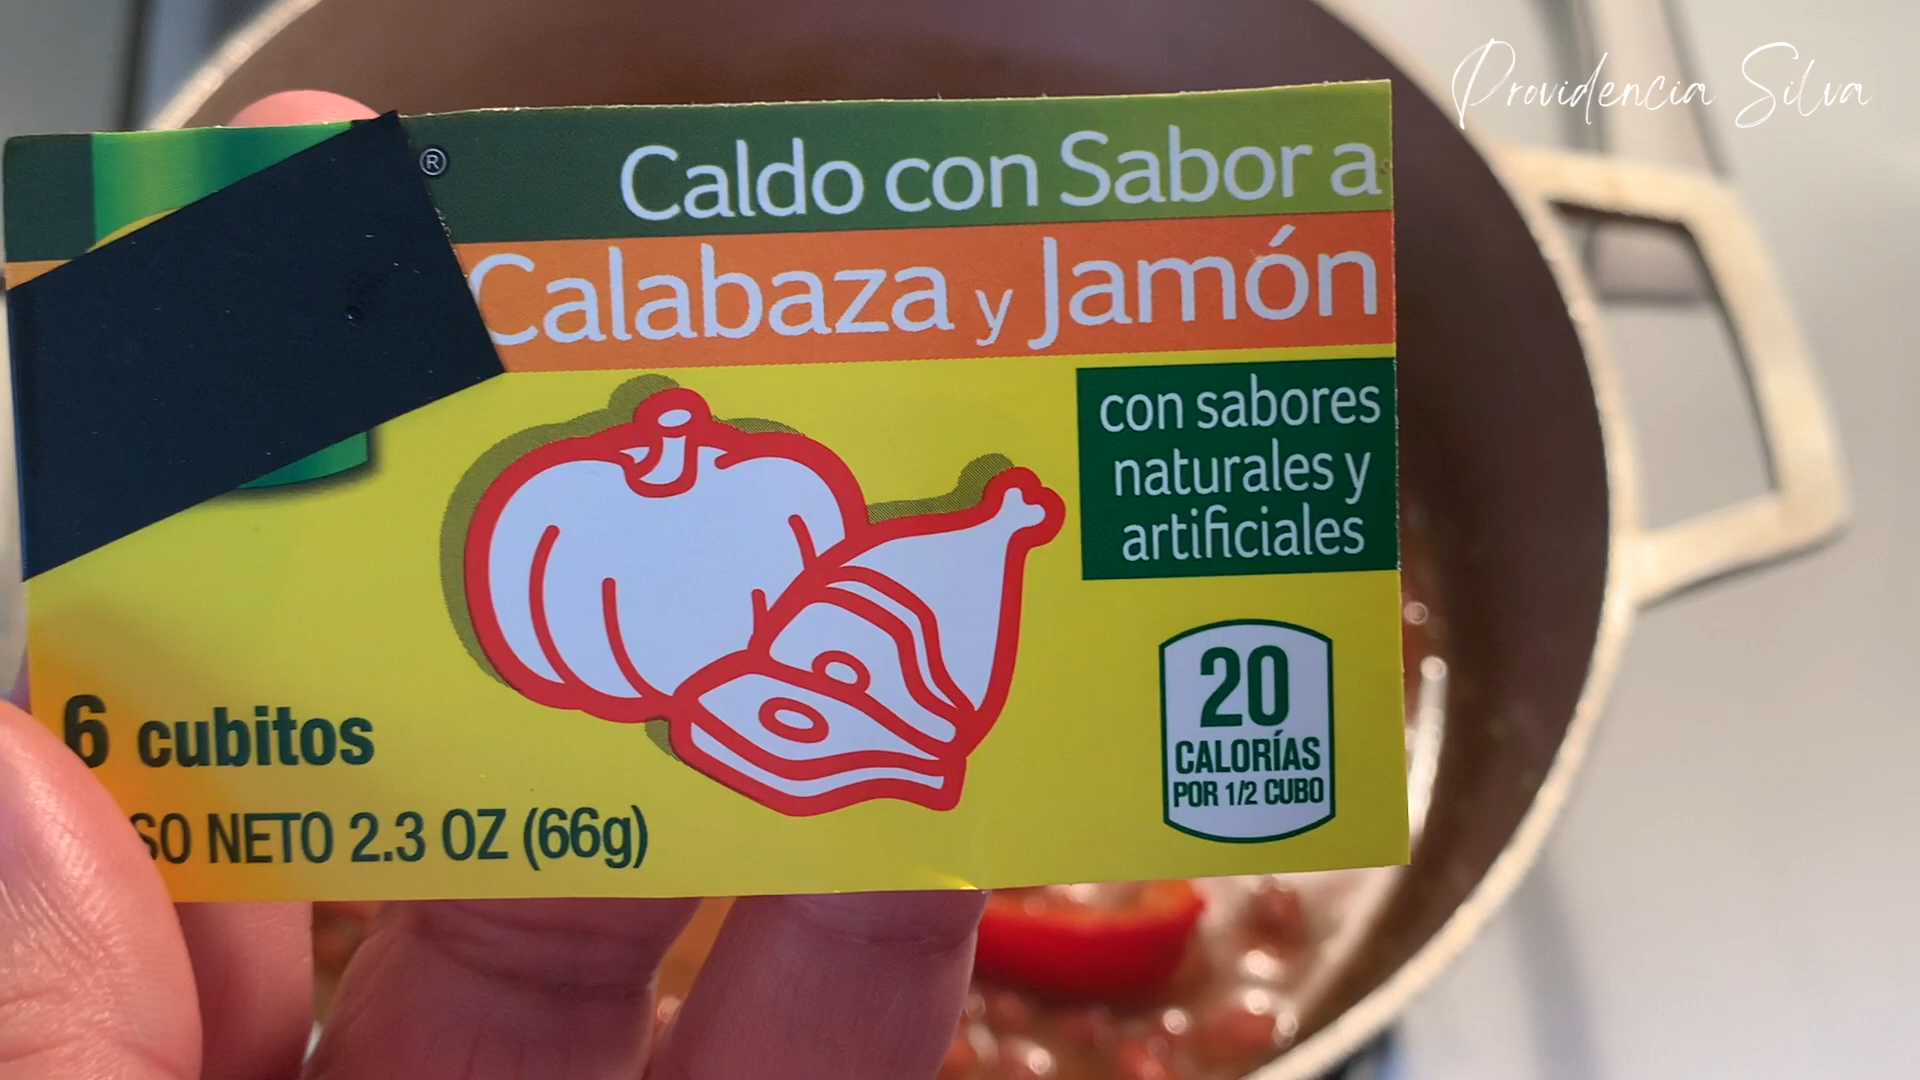 Providencia Silva
®
Caldo con Sabor a
Calabaza y Jamón
con sabores
naturales y
artificiales
20
CALORÍAS
POR 1/2 CUBO
6 cubitos
SO NETO 2.3 OZ (66g)